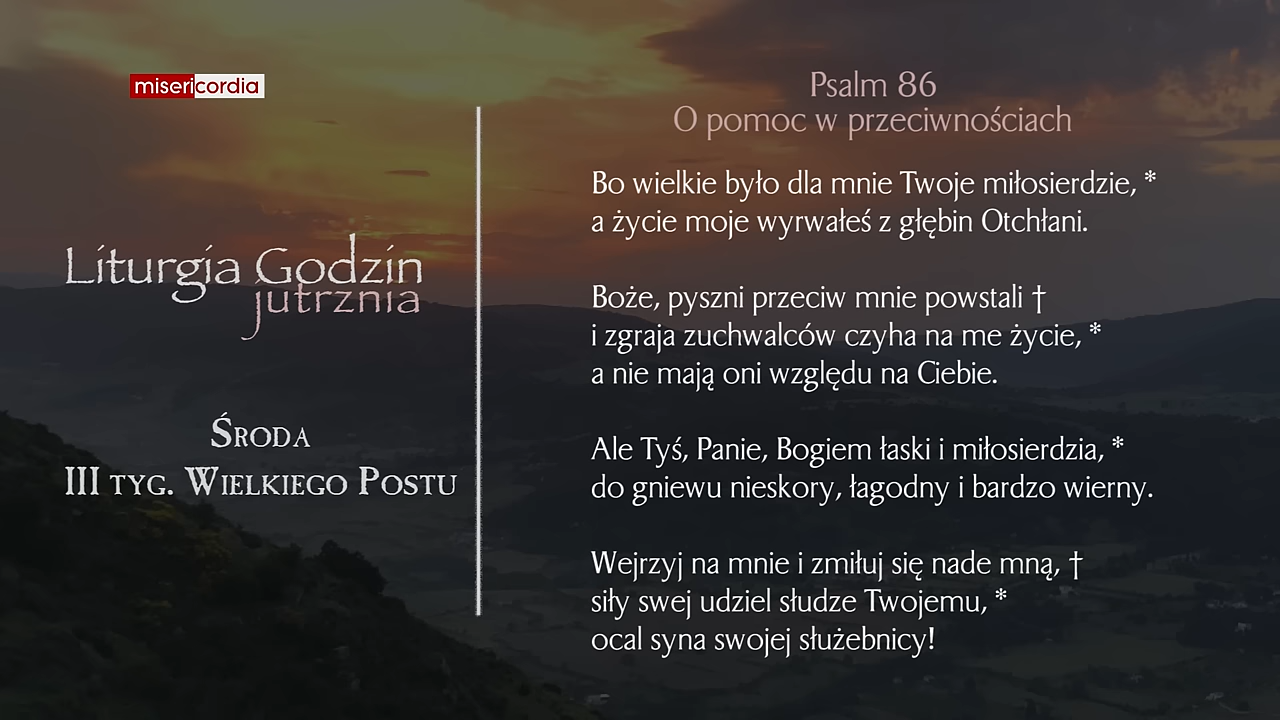 misericordia
Liturgia Godzin
jutrznia
Środa
III tyg. Wielkiego Postu
Psalm 86
O pomoc w przeciwnościach
Bo wielkie było dla mnie Twoje miłosierdzie, *
a życie moje wyrwałeś z głębin Otchłani.
Boże, pyszni przeciw mnie powstali †
i zgraja zuchwalców czyha na me życie, *
a nie mają oni względu na Ciebie.
Ale Tyś, Panie, Bogiem łaski i miłosierdzia, *
do gniewu nieskory, łagodny i bardzo wierny.
Wejrzyj na mnie i zmiłuj się nade mną, †
siły swej udziel słudze Twojemu, *
ocal syna swojej służebnicy!